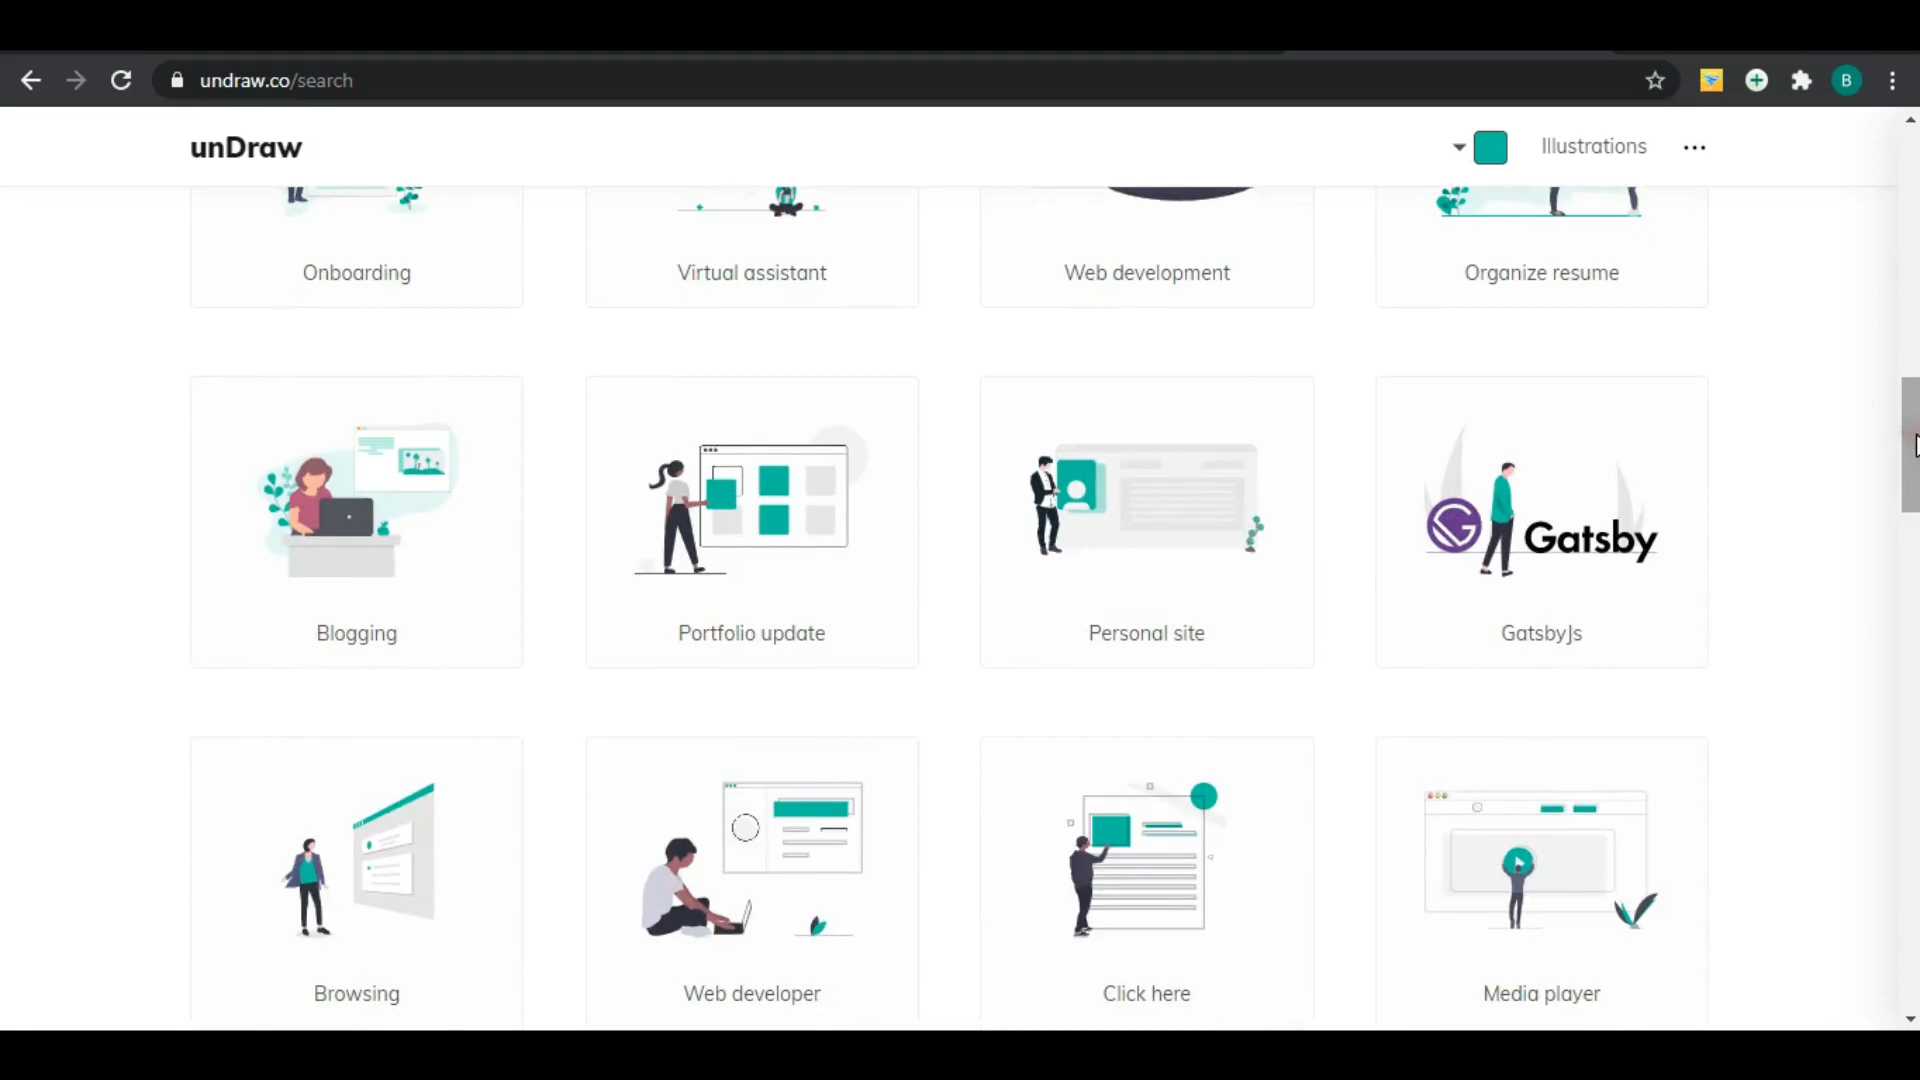 undraw.co/search
B
unDraw
Illustrations
Onboarding
Virtual assistant
Web development
Organize resume
Gatsby
Blogging
Portfolio update
Personal site
GatsbyJs
Browsing
Web developer
Click here
Media player